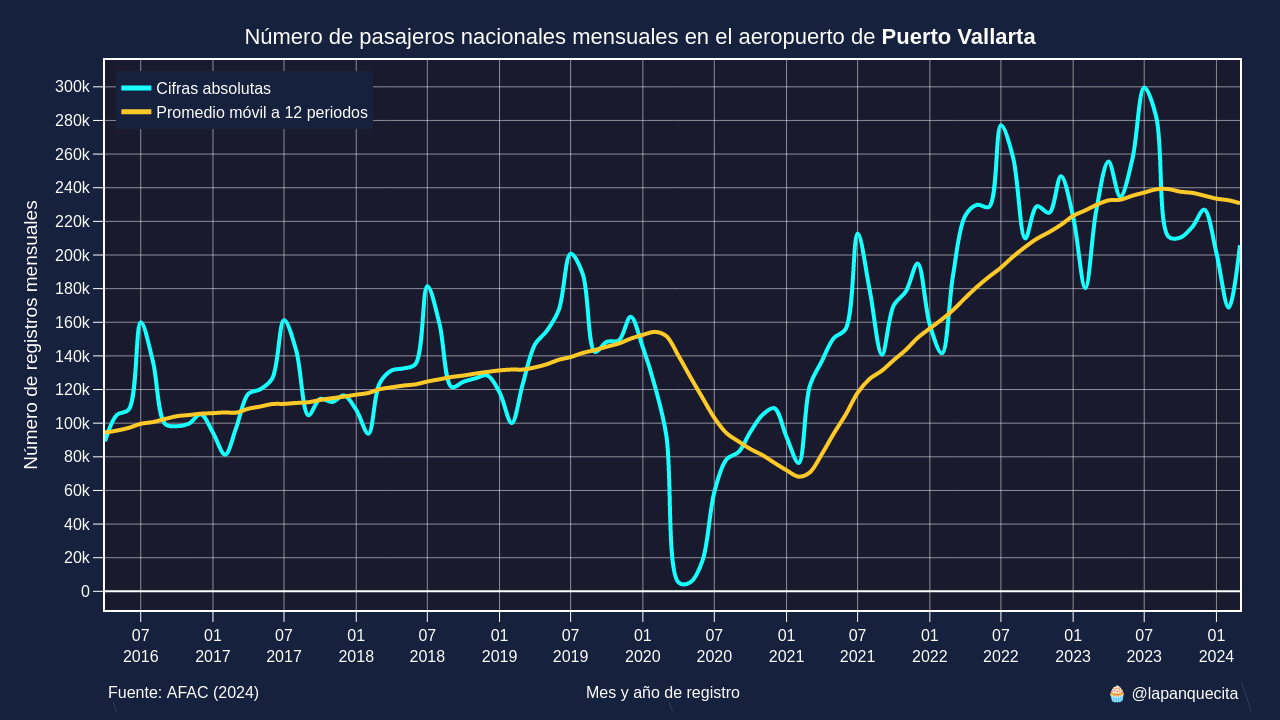 Número de pasajeros nacionales mensuales en el aeropuerto de Puerto Vallarta
Cifras absolutas
Promedio móvil a 12 periodos
Número de registros mensuales
300k
280k
260k
240k
220k
200k
180k
160k
140k
120k
100k
80k
60k
40k
20k
0
07 01 07 01 07 01 07 01 07 01 07 01 07 01 07 01
2016 2017 2017 2018 2018 2019 2019 2020 2020 2021 2021 2022 2022 2023 2023 2024
Fuente: AFAC (2024) Mes y año de registro 🧁 @lapanquecita